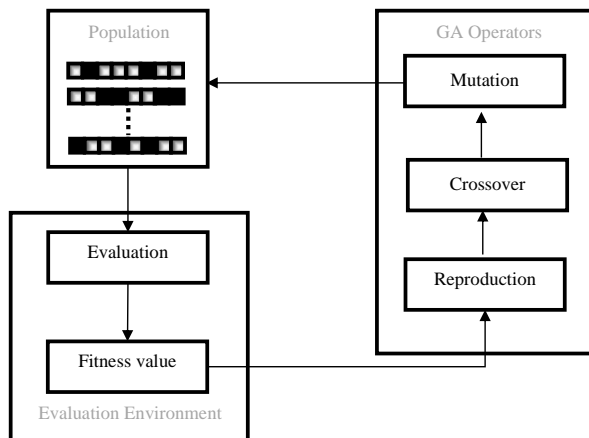 Population
GA Operators
Mutation
Crossover
Evaluation
Reproduction
Fitness value
Evaluation Environment